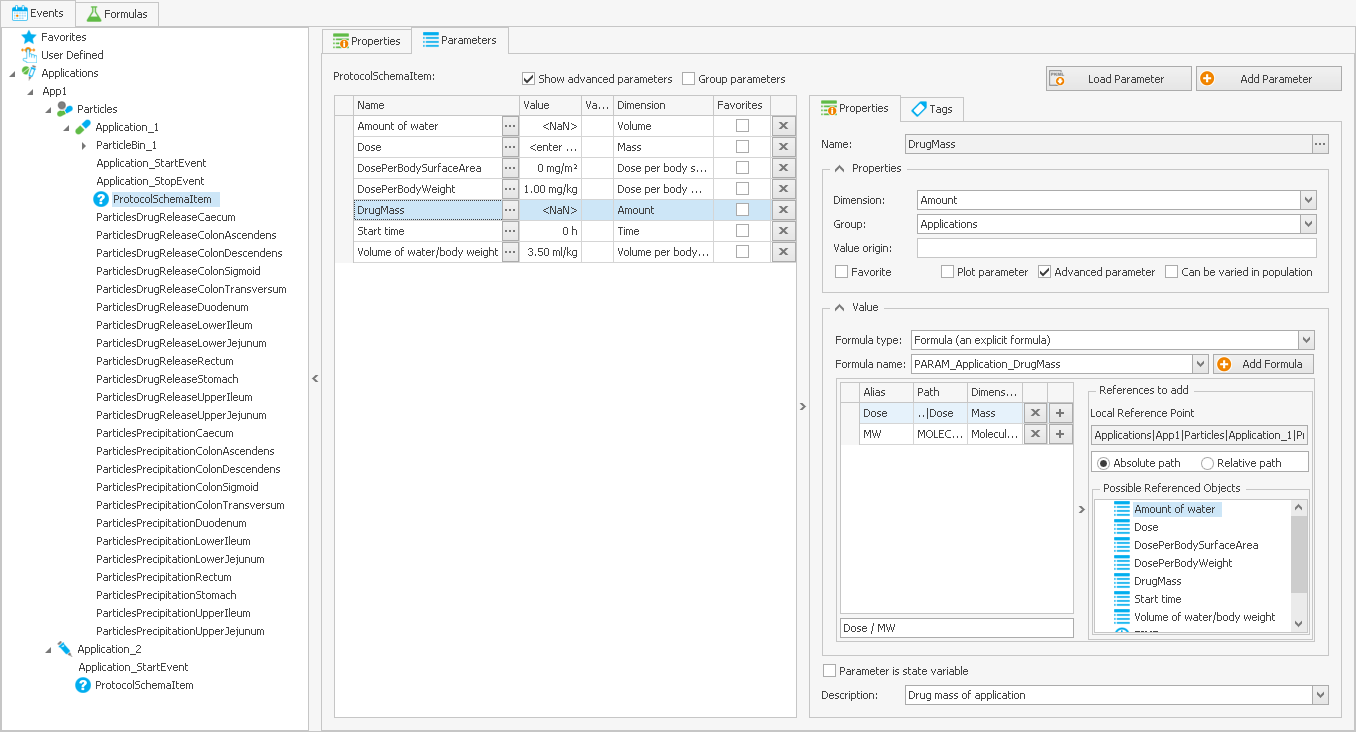 Events Formulas
Favorites
User Defined
Applications
App1
Particles
Application_1
ParticleBin_1
Application_StartEvent
Application_StopEvent
ProtocolSchemaItem
ParticlesDrugReleaseCaecum
ParticlesDrugReleaseColonAscendens
ParticlesDrugReleaseColonDescendens
ParticlesDrugReleaseColonSigmoid
ParticlesDrugReleaseColonTransversum
ParticlesDrugReleaseDuodenum
ParticlesDrugReleaseLowerIleum
ParticlesDrugReleaseLowerJejunum
ParticlesDrugReleaseRectum
ParticlesDrugReleaseStomach
ParticlesDrugReleaseUpperIleum
ParticlesDrugReleaseUpperJejunum
ParticlesPrecipitationCaecum
ParticlesPrecipitationColonAscendens
ParticlesPrecipitationColonDescendens
ParticlesPrecipitationColonSigmoid
ParticlesPrecipitationColonTransversum
ParticlesPrecipitationDuodenum
ParticlesPrecipitationLowerIleum
ParticlesPrecipitationLowerJejunum
ParticlesPrecipitationRectum
ParticlesPrecipitationStomach
ParticlesPrecipitationUpperIleum
ParticlesPrecipitationUpperJejunum
Application_2
Application_StartEvent
ProtocolSchemaItem
Properties Parameters
ProtocolSchemaItem: Show advanced parameters Group parameters Load Parameter Add Parameter
Name Value Va... Dimension Favorites
Amount of water ... <NaN> Volume
Dose ... <enter ... Mass
DosePerBodySurfaceArea ... 0 mg/m² Dose per body s...
DosePerBodyWeight ... 1.00 mg/kg Dose per body ...
DrugMass ... <NaN> Amount
Start time ... 0 h Time
Volume of water/body weight ... 3.50 ml/kg Volume per body...
Properties Tags
Name: DrugMass ...
Properties
Dimension: Amount
Group: Applications
Value origin:
Favorite Plot parameter Advanced parameter Can be varied in population
Value
Formula type: Formula (an explicit formula)
Formula name: PARAM_Application_DrugMass Add Formula
Alias Path Dimens...
Dose ..|Dose Mass
MW MOLEC... Molecul...
Dose / MW
References to add
Local Reference Point
Applications|App1|Particles|Application_1|Pr
Absolute path Relative path
Possible Referenced Objects
Amount of water
Dose
DosePerBodySurfaceArea
DosePerBodyWeight
DrugMass
Start time
Volume of water/body weight
Parameter is state variable
Description: Drug mass of application